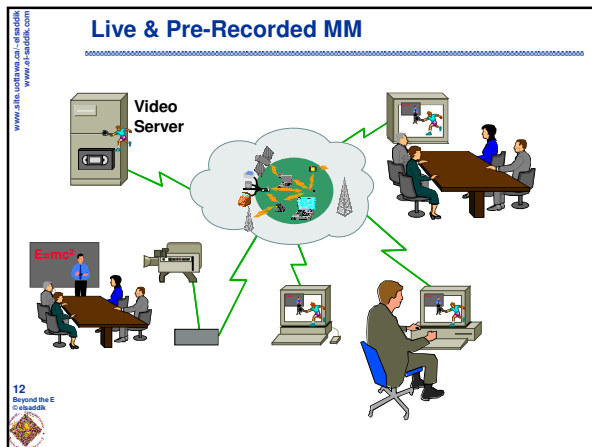 Live & Pre-Recorded MM
www.site.uottawa.ca/~elsaddik
www.el-saddik.com
Video
Server
E=mc²
12
Beyond the E
© elsaddik